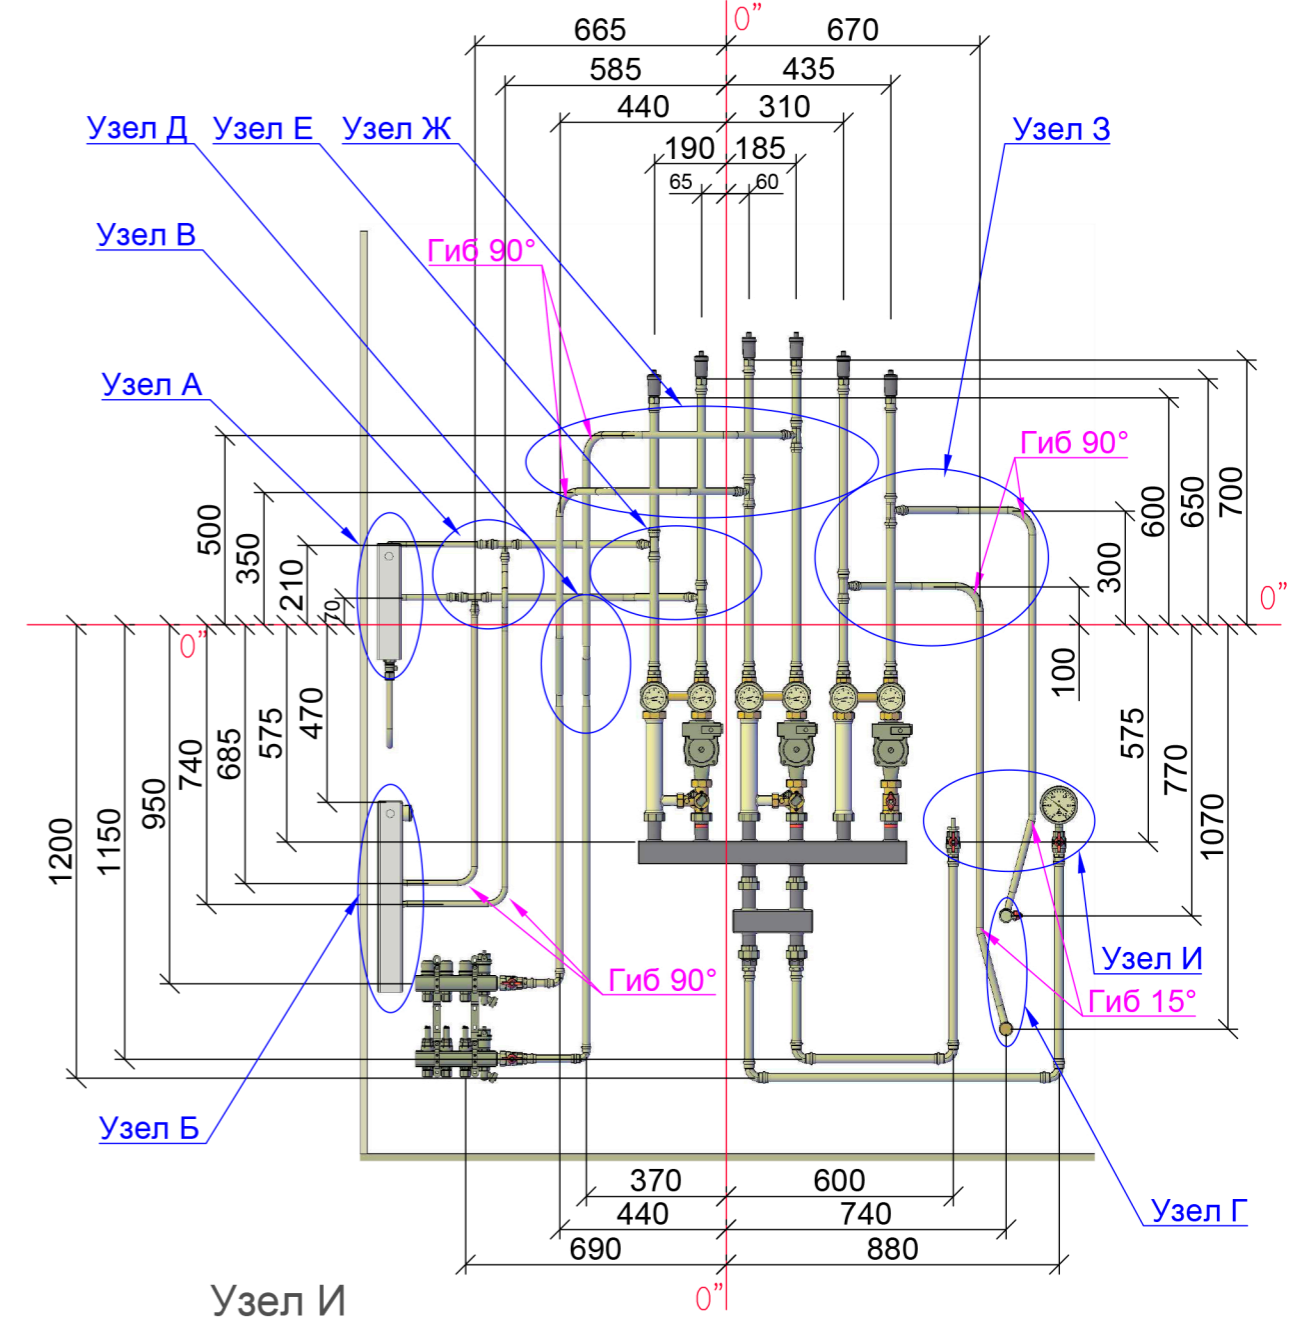 0"
665 670
585 435
440 310
Узел Д Узел Е Узел Ж Узел З
190 185
65 60
Узел В
Гиб 90°
Узел А
Гиб 90°
500 350 210 70
300 600 650 700
0"
0"
100
470 575 685 740 950 1150 1200
575 770 1070
Узел И
Гиб 90°
Гиб 15°
Узел Б
370 600
440 740
Узел Г
690 880
0"
Узел И